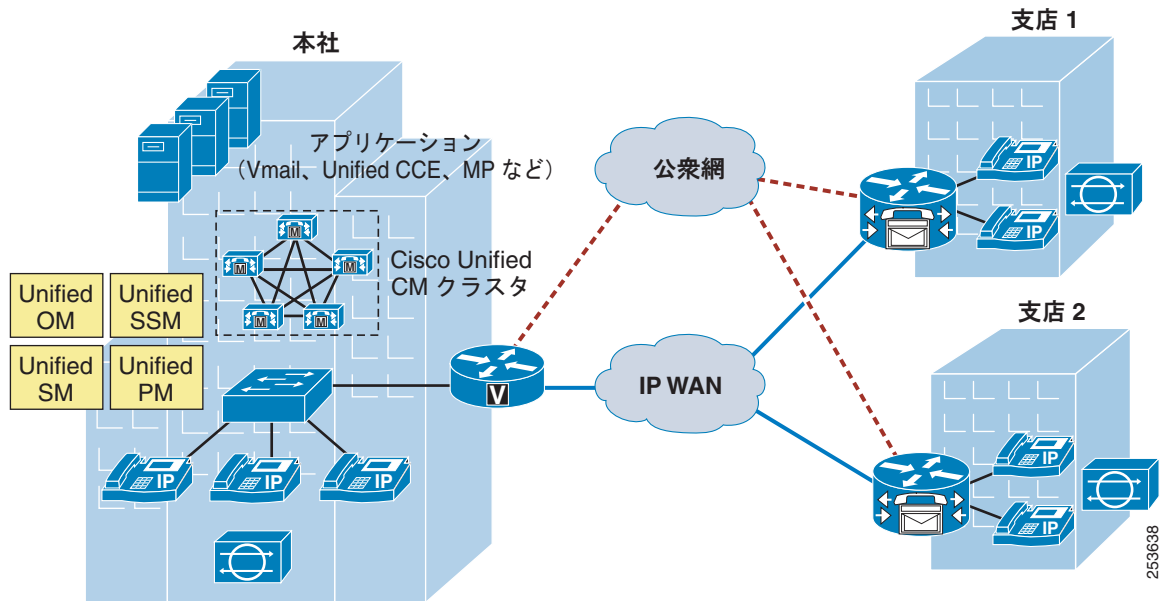 本社
アプリケーション
（Vmail、Unified CCE、MP など）
M
M
M
M
M
Cisco Unified
CM クラスタ
Unified
OM
Unified
SSM
Unified
SM
Unified
PM
V
IP
IP
IP
公衆網
IP WAN
支店 1
IP
IP
支店 2
IP
IP
253638